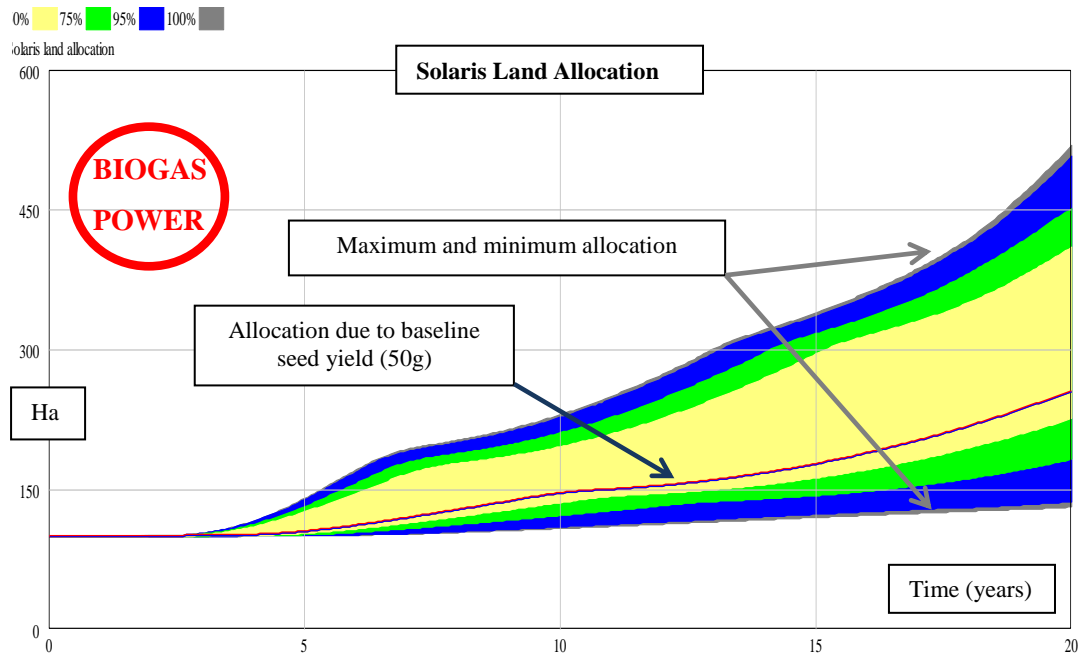 0% 75% 95% 100%
Solaris land allocation
600
Solaris Land Allocation
BIOGAS
POWER
450
Maximum and minimum allocation
Allocation due to baseline
seed yield (50g)
300
Ha
150
Time (years)
0
0 5 10 15 20